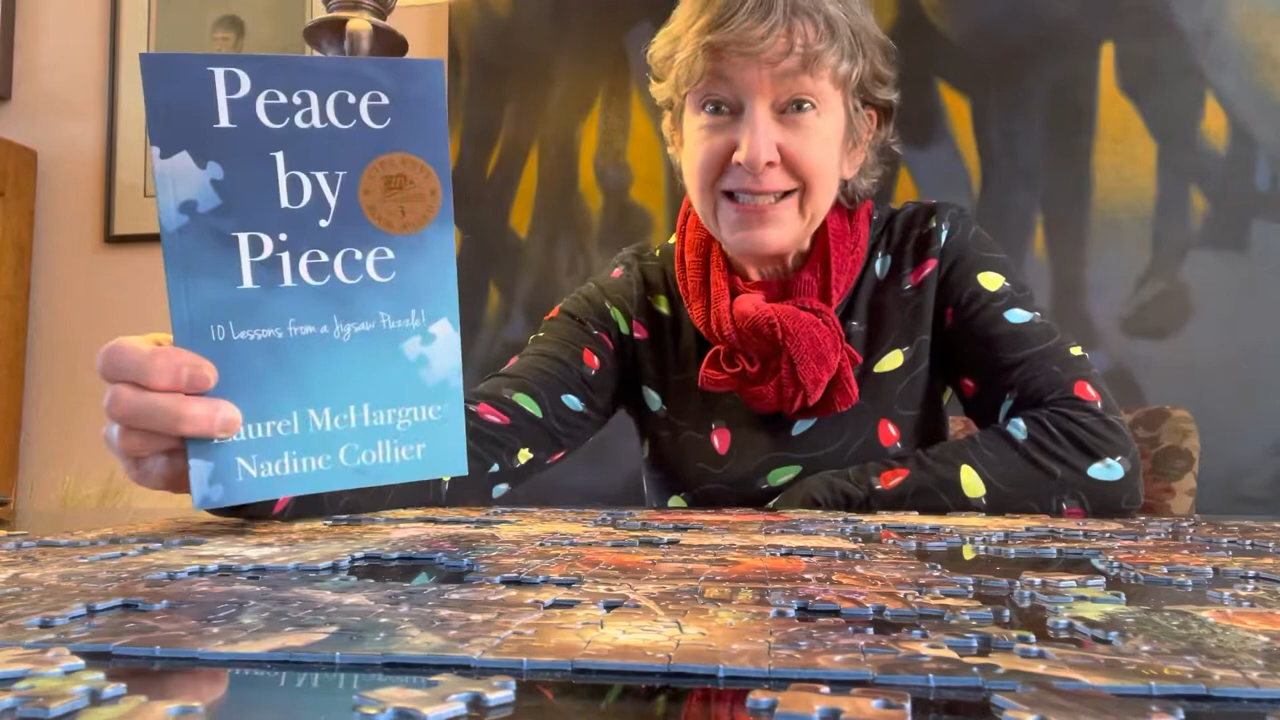 Peace
by
Piece
10 Lessons from a Jigsaw Puzzle!
Laurel McHargue
Nadine Collier